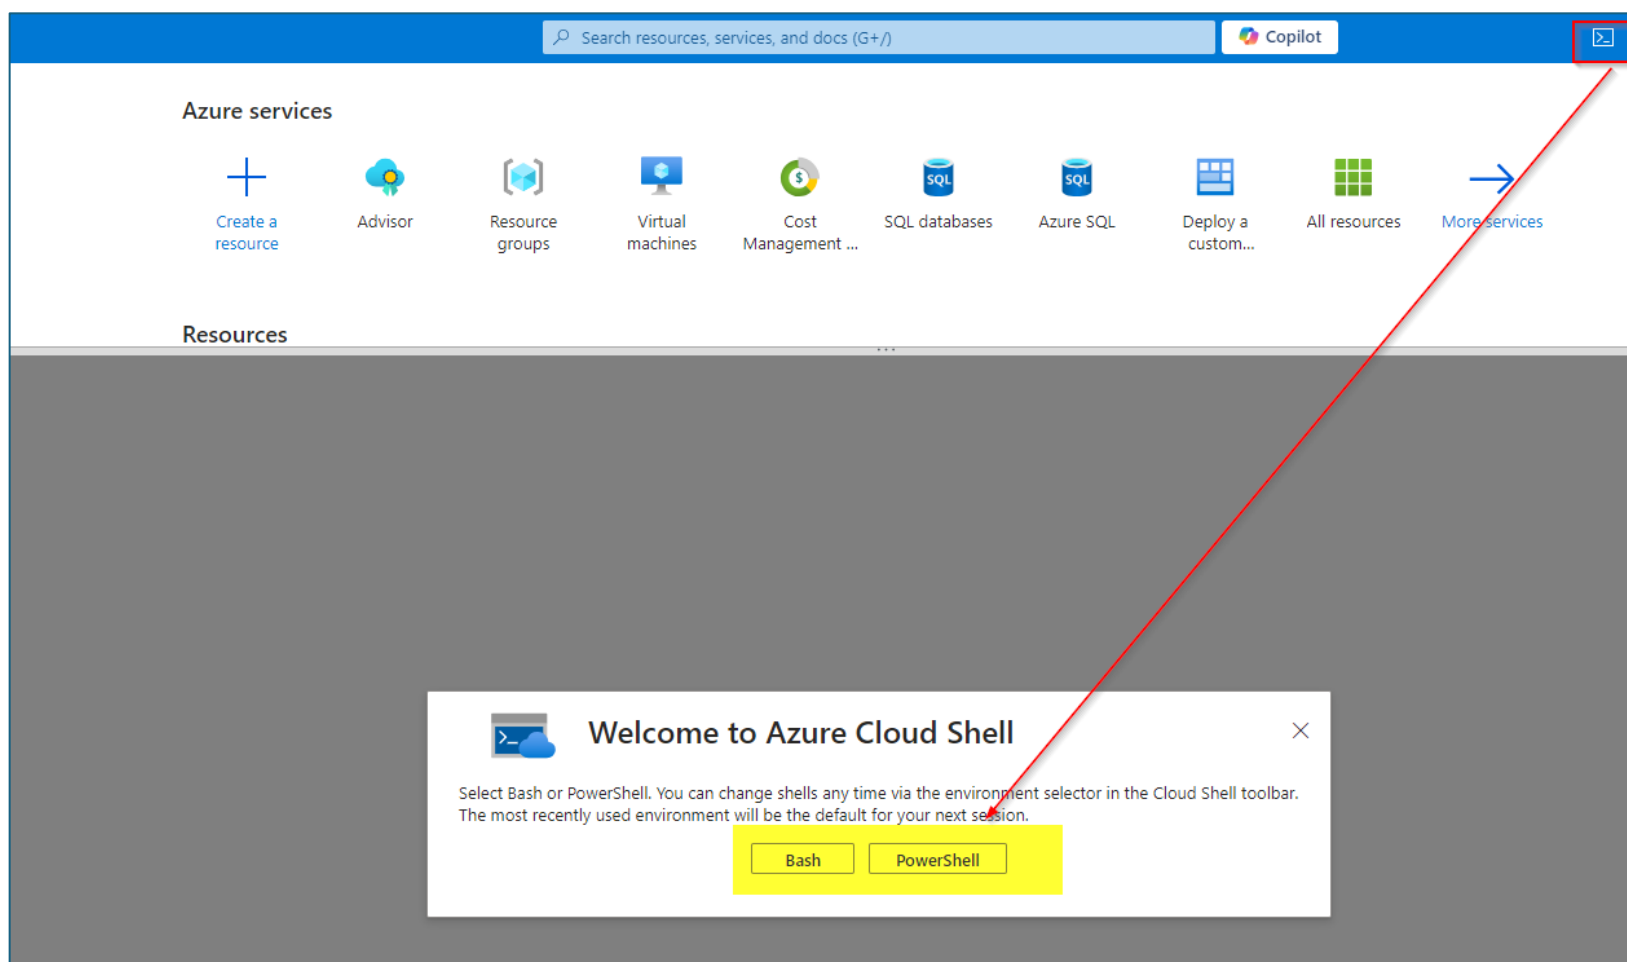 Search resources, services, and docs (G+/)
Copilot
Azure services
Create a
resource
Advisor
Resource
groups
Virtual
machines
Cost
Management ...
SQL
SQL databases
SQL
Azure SQL
Deploy a
custom...
All resources
More services
Resources
Welcome to Azure Cloud Shell
Select Bash or PowerShell. You can change shells any time via the environment selector in the Cloud Shell toolbar.
The most recently used environment will be the default for your next session.
Bash
PowerShell